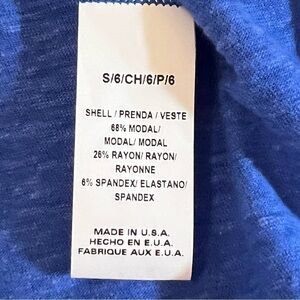 S/6/CH/6/P/6
SHELL / PRENDA / VESTE
68% MODAL/
MODAL/ MODAL
26% RAYON/ RAYON/
RAYONNE
6% SPANDEX/ ELASTANO/
SPANDEX
MADE IN U.S.A.
HECHO EN E.U.A.
FABRIQUE AUX E.U.A.